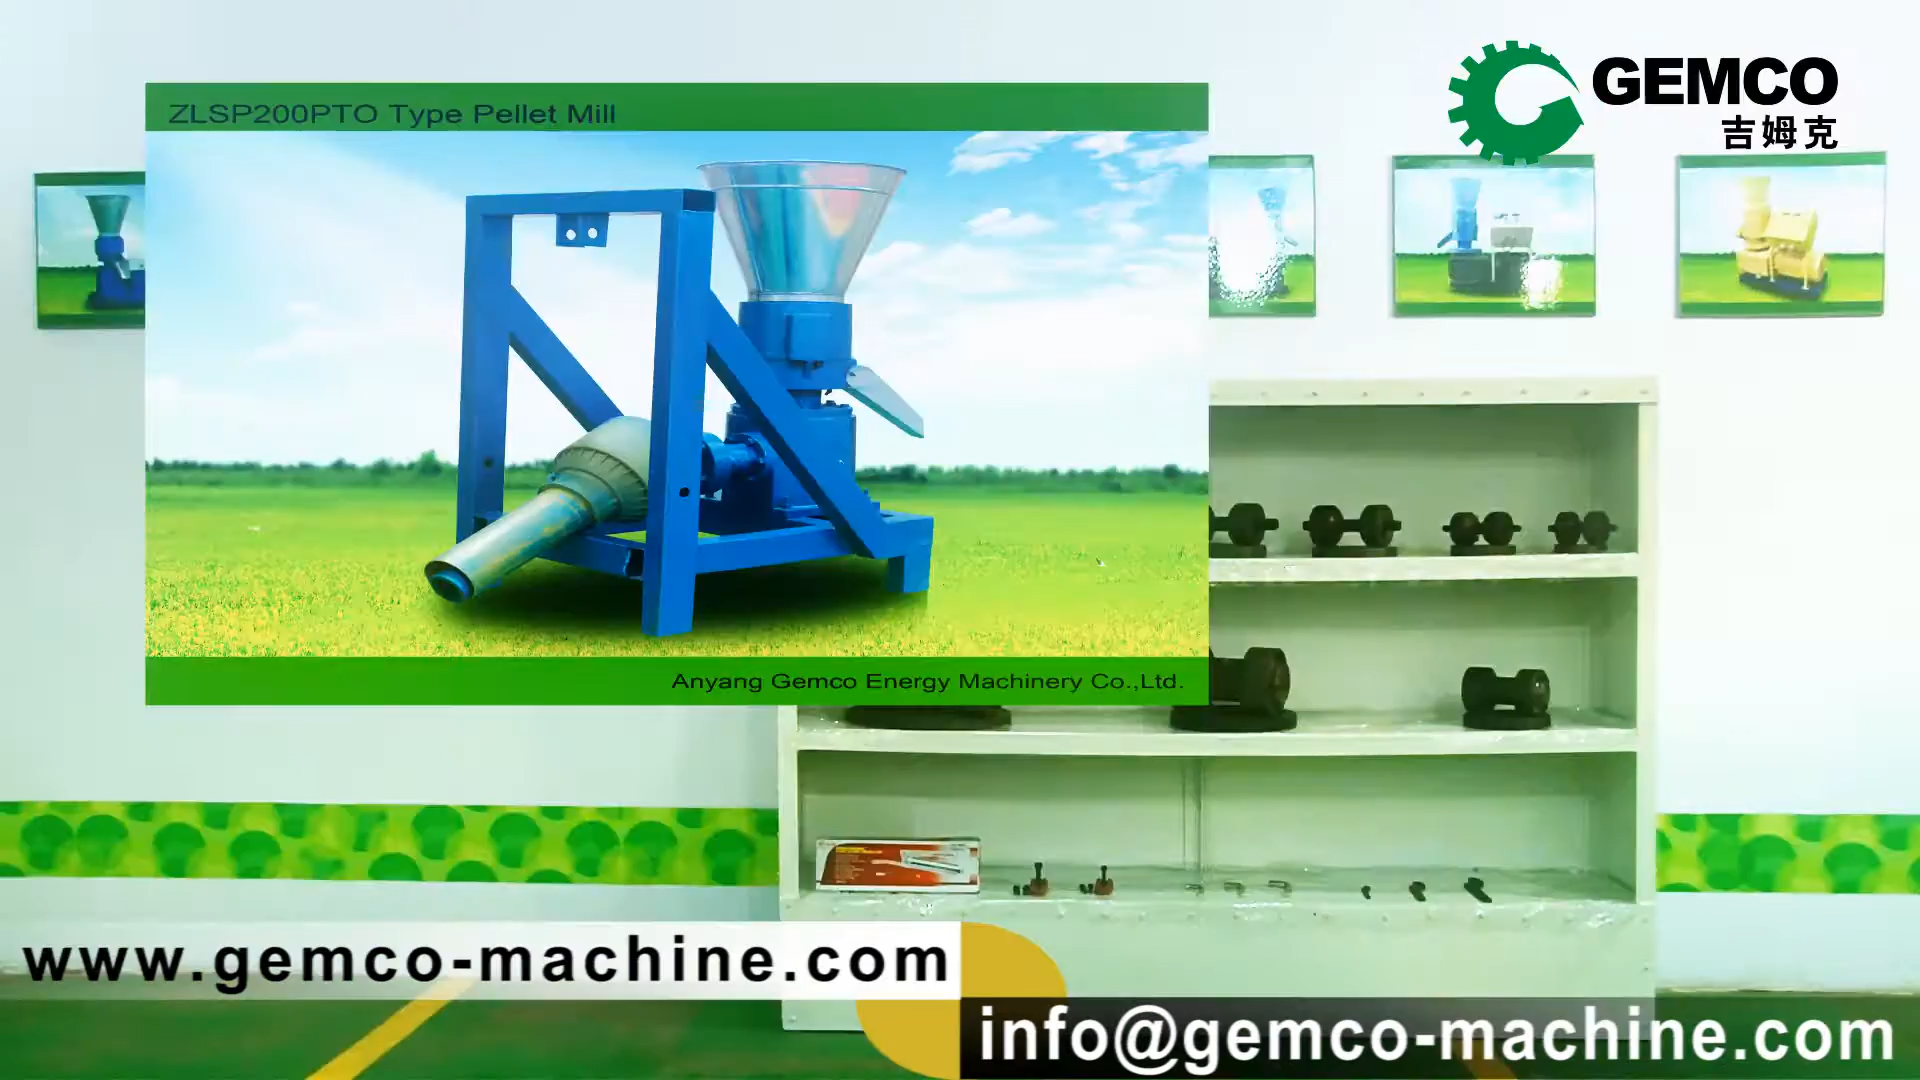 GEMCO
吉姆克
ZLSP200PTO Type Pellet Mill
Anyang Gemco Energy Machinery Co.,Ltd.
www.gemco-machine.com
info@gemco-machine.com